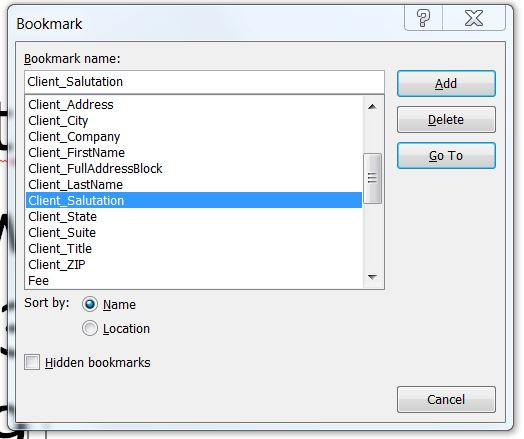 Bookmark
Bookmark name:
Client_Salutation
Client_Address
Client_City
Client_Company
Client_FirstName
Client_FullAddressBlock
Client_LastName
Client_Salutation
Client_State
Client_Suite
Client_Title
Client_ZIP
Fee
Add
Delete
Go To
Sort by:
Name
Location
Hidden bookmarks
Cancel